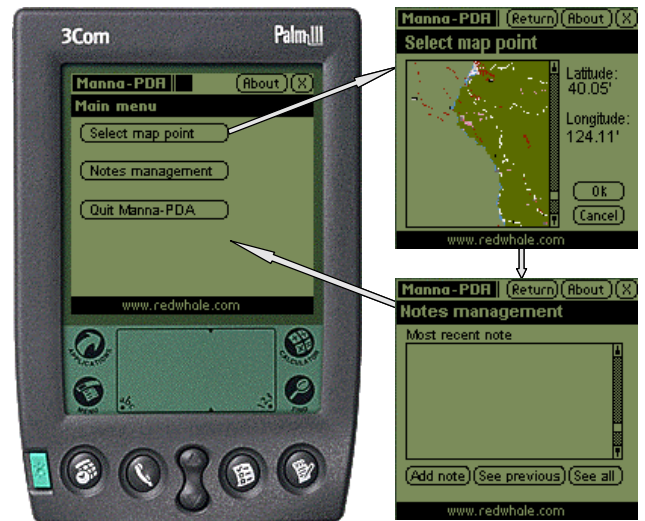 3Com
Palm III
Manna-PDA
About
X
Main menu
Select map point
Notes management
Quit Manna-PDA
www.redwhale.com
APPLICATIONS
CALCULATOR
MENU
FIND
Manna-PDA
Return
About
X
Select map point
Latitude:
40.05'
Longitude:
124.11'
Ok
Cancel
www.redwhale.com
Manna-PDA
Return
About
X
Notes management
Most recent note
Add note
See previous
See all
www.redwhale.com